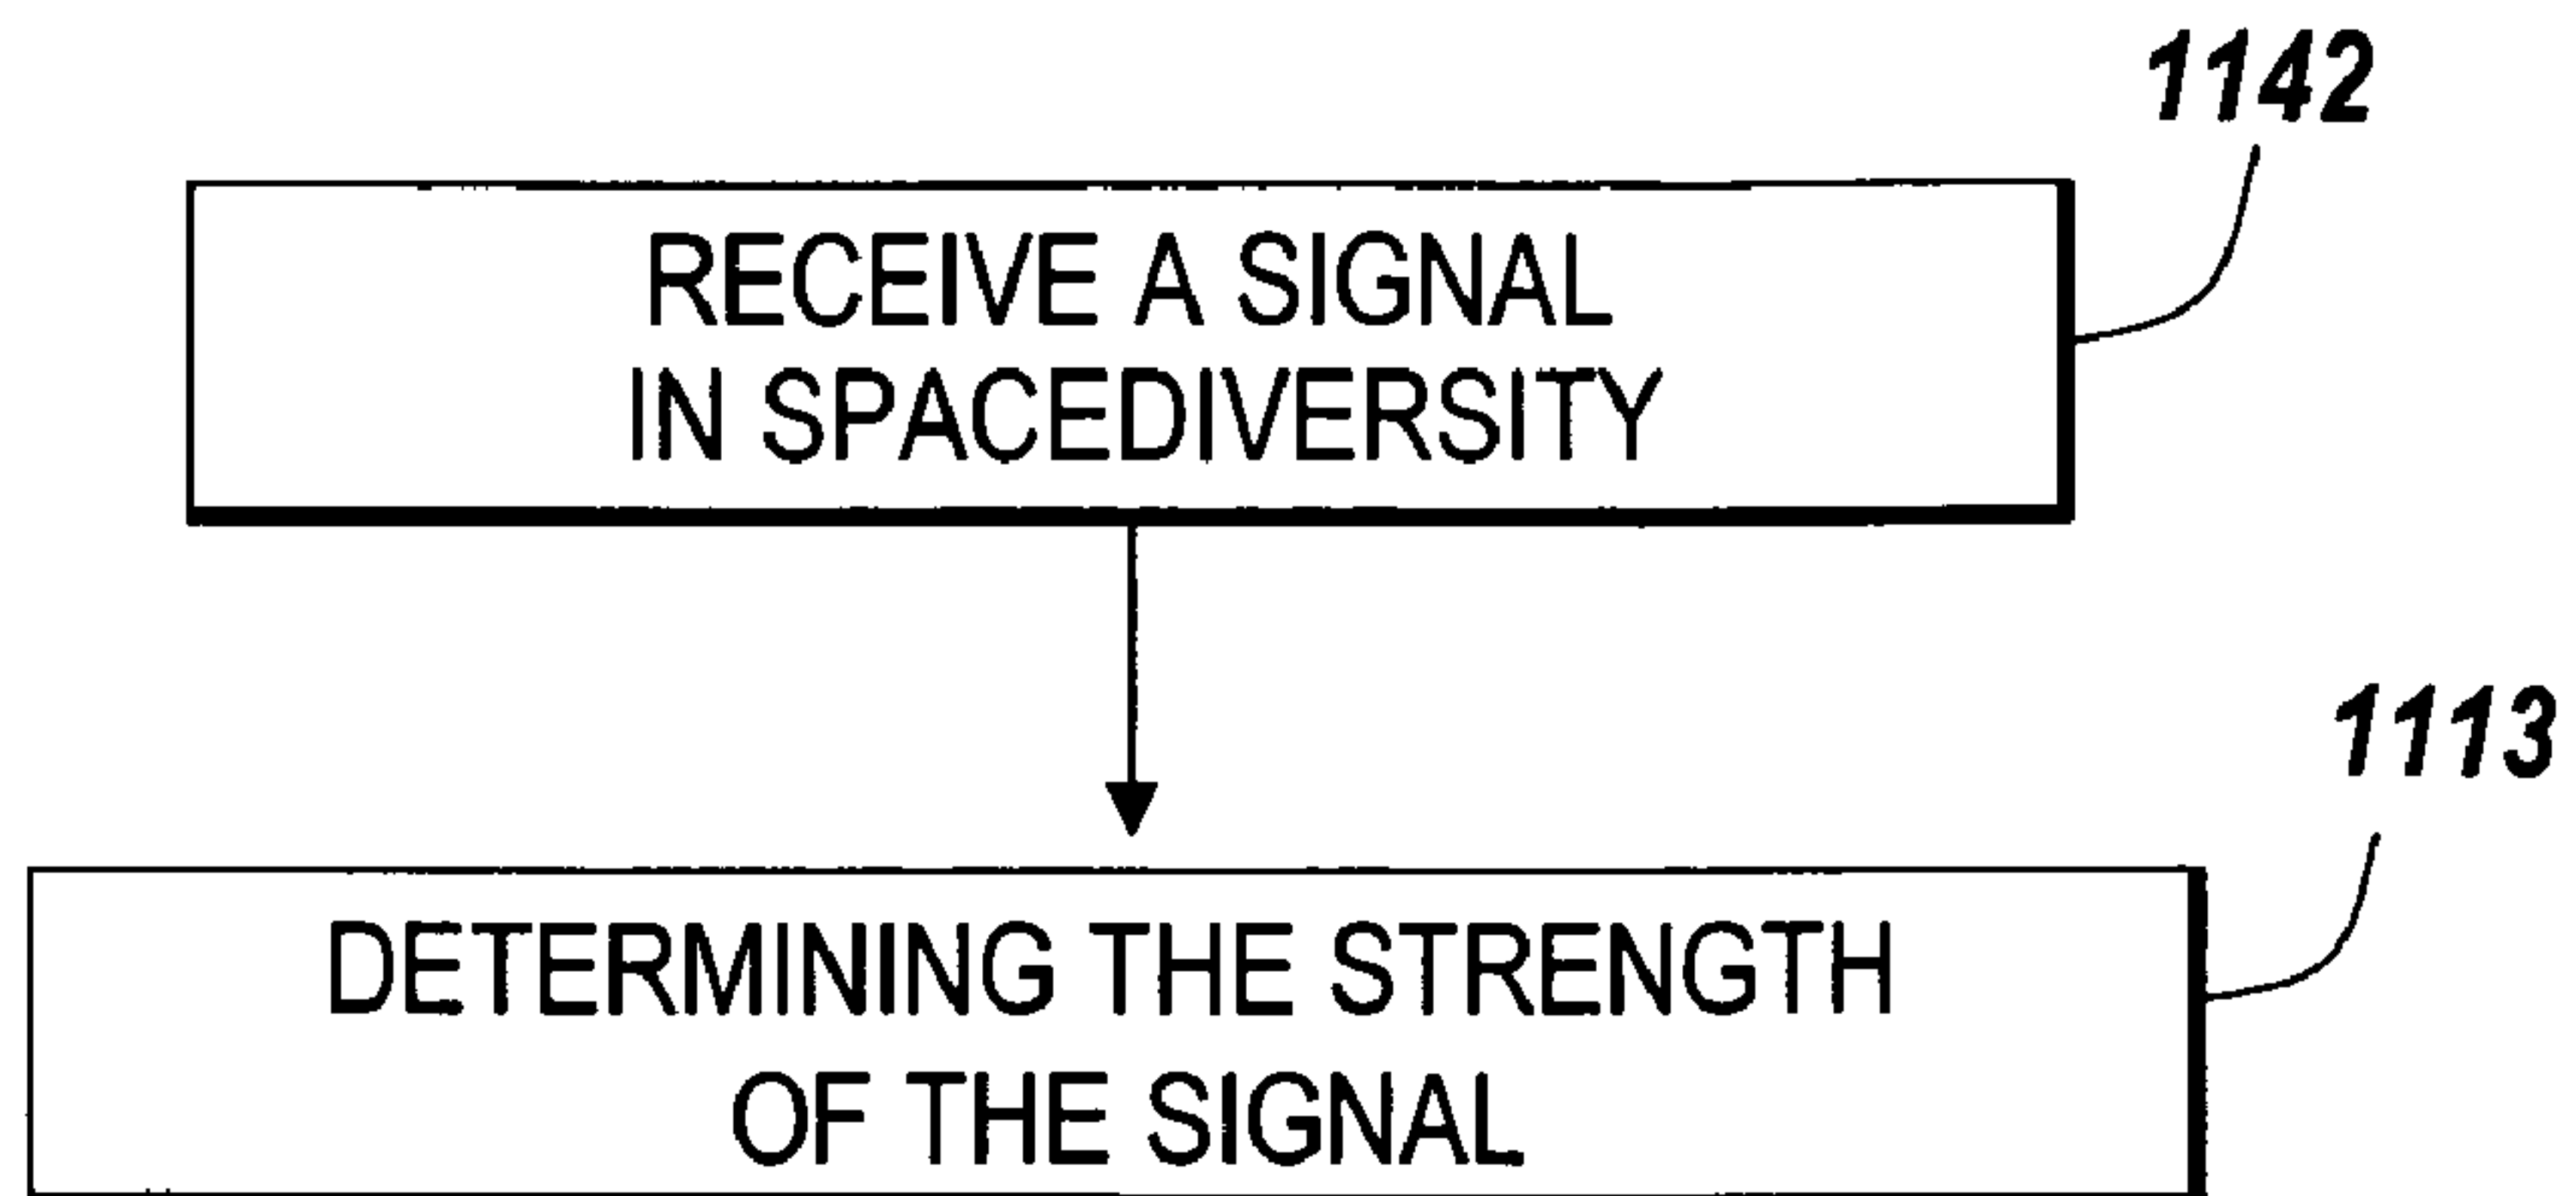 1142
RECEIVE A SIGNAL
IN SPACEDIVERSITY
1113
DETERMINING THE STRENGTH
OF THE SIGNAL